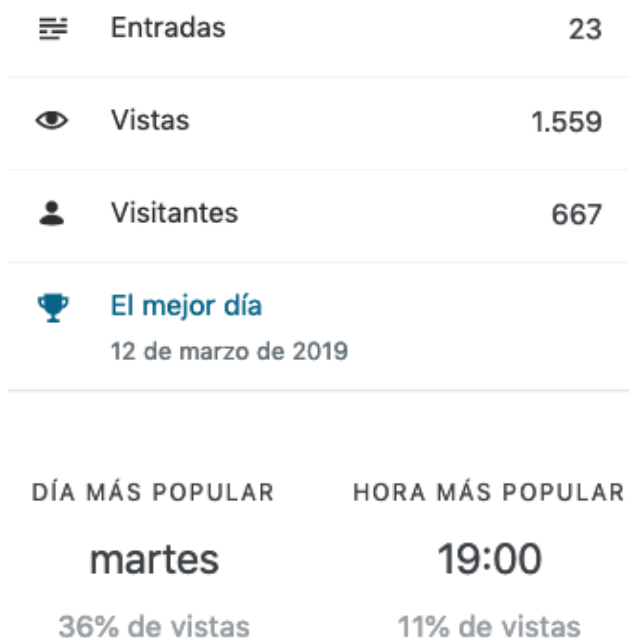 Entradas 23
Vistas 1.559
Visitantes 667
El mejor día
12 de marzo de 2019
DÍA MÁS POPULAR HORA MÁS POPULAR
martes 19:00
36% de vistas 11% de vistas